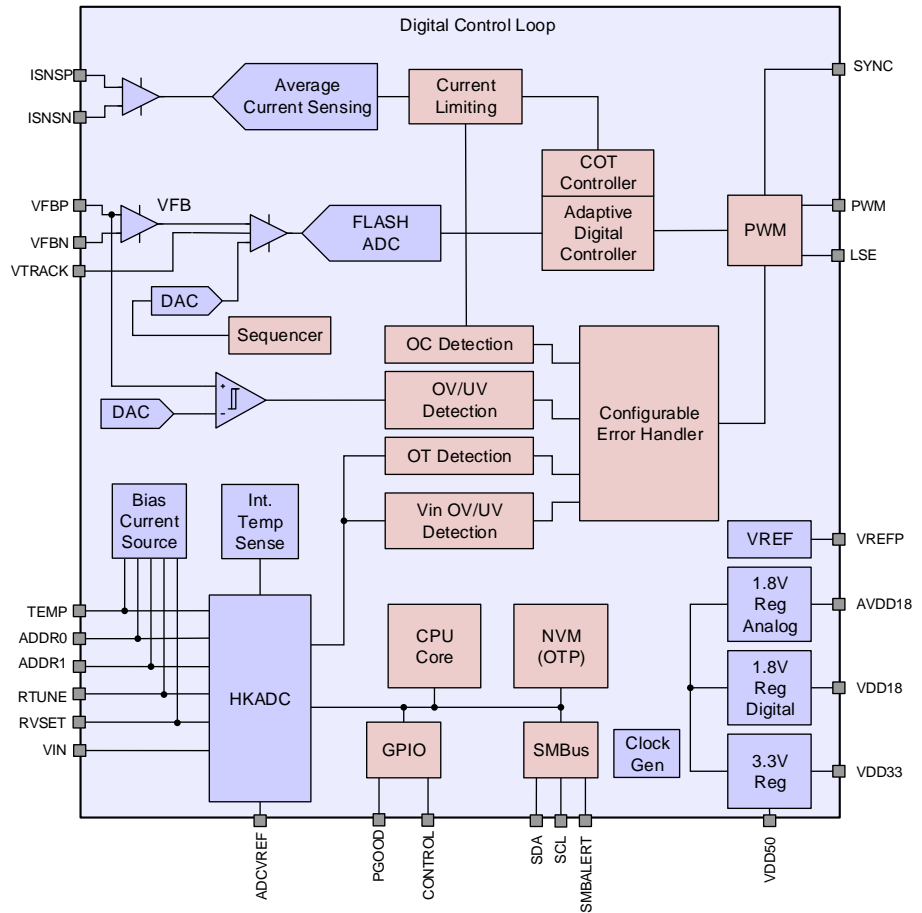 Digital Control Loop
ISNSP
ISNSN
Average
Current Sensing
Current
Limiting
SYNC
COT
Controller
VFBP
VFB
VFBN
VTRACK
FLASH
ADC
Adaptive
Digital
Controller
PWM
PWM
LSE
DAC
Sequencer
OC Detection
+
-
DAC
OV/UV
Detection
Configurable
Error Handler
OT Detection
Vin OV/UV
Detection
Bias
Current
Source
Int.
Temp
Sense
VREF
VREFP
1.8V
Reg
Analog
AVDD18
TEMP
ADDR0
ADDR1
RTUNE
RVSET
VIN
HKADC
CPU
Core
NVM
(OTP)
1.8V
Reg
Digital
VDD18
GPIO
SMBus
Clock
Gen
3.3V
Reg
VDD33
ADCVREF
PGOOD
CONTROL
SDA
SCL
SMBALERT
VDD50